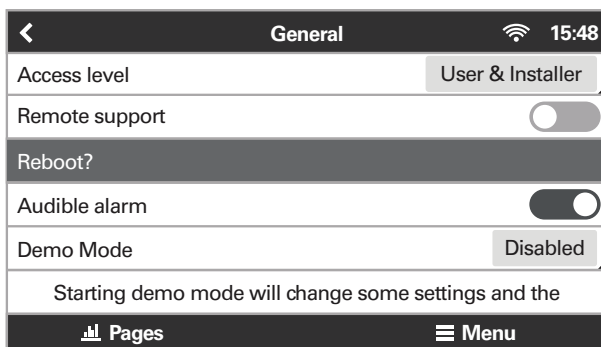 General 15:48
Access level User & Installer
Remote support
Reboot?
Audible alarm
Demo Mode Disabled
Starting demo mode will change some settings and the
Pages Menu